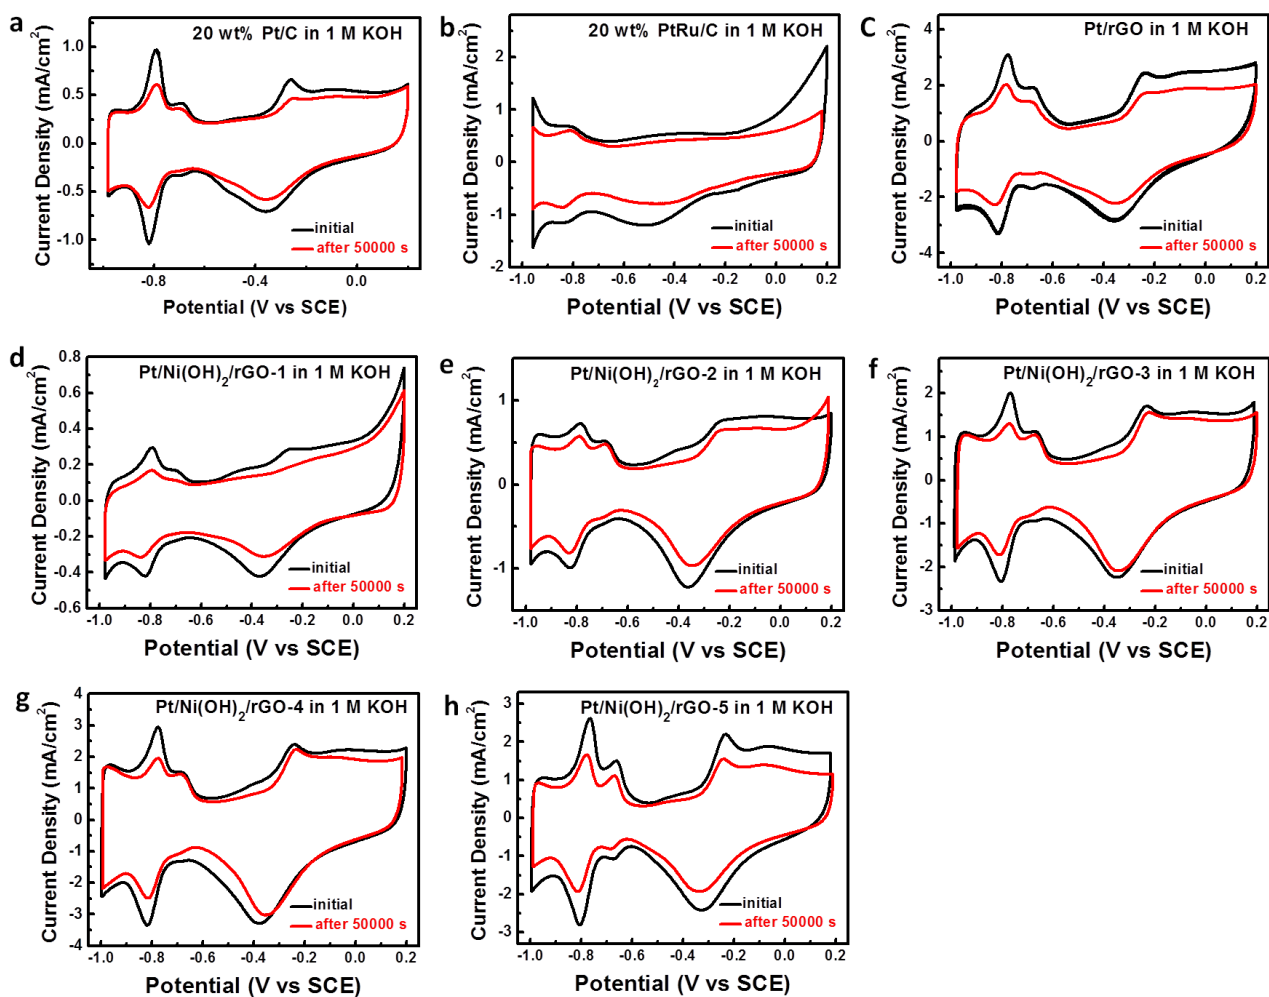 a
20 wt% Pt/C in 1 M KOH
Current Density (mA/cm²)
1.0
0.5
0.0
-0.5
-1.0
initial
after 50000 s
-0.8
-0.4
0.0
Potential (V vs SCE)
b
20 wt% PtRu/C in 1 M KOH
Current Density (mA/cm²)
2
1
0
-1
-2
initial
after 50000 s
-0.9
-0.6
-0.3
0.0
0.2
Potential (V vs SCE)
C
Pt/rGO in 1 M KOH
Current Density (mA/cm²)
4
2
0
-2
-4
initial
after 50000 s
-1.0
-0.8
-0.6
-0.4
-0.2
0.0
0.2
Potential (V vs SCE)
d
Pt/Ni(OH)₂/rGO-1 in 1 M KOH
Current Density (mA/cm²)
0.8
0.6
0.4
0.2
0.0
-0.2
-0.4
-0.6
initial
after 50000 s
-1.0
-0.8
-0.6
-0.4
-0.2
0.0
0.2
Potential (V vs SCE)
e
Pt/Ni(OH)₂/rGO-2 in 1 M KOH
Current Density (mA/cm²)
1
0
-1
initial
after 50000 s
-1.0
-0.8
-0.6
-0.4
-0.2
0.0
0.2
Potential (V vs SCE)
f
Pt/Ni(OH)₂/rGO-3 in 1 M KOH
Current Density (mA/cm²)
2
1
0
-1
-2
-3
initial
after 50000 s
-1.0
-0.8
-0.6
-0.4
-0.2
0.0
0.2
Potential (V vs SCE)
g
Pt/Ni(OH)₂/rGO-4 in 1 M KOH
Current Density (mA/cm²)
4
3
2
1
0
-1
-2
-3
-4
initial
after 50000 s
-1.0
-0.8
-0.6
-0.4
-0.2
0.0
0.2
Potential (V vs SCE)
h
Pt/Ni(OH)₂/rGO-5 in 1 M KOH
Current Density (mA/cm²)
3
2
1
0
-1
-2
-3
initial
after 50000 s
-1.0
-0.8
-0.6
-0.4
-0.2
0.0
0.2
Potential (V vs SCE)